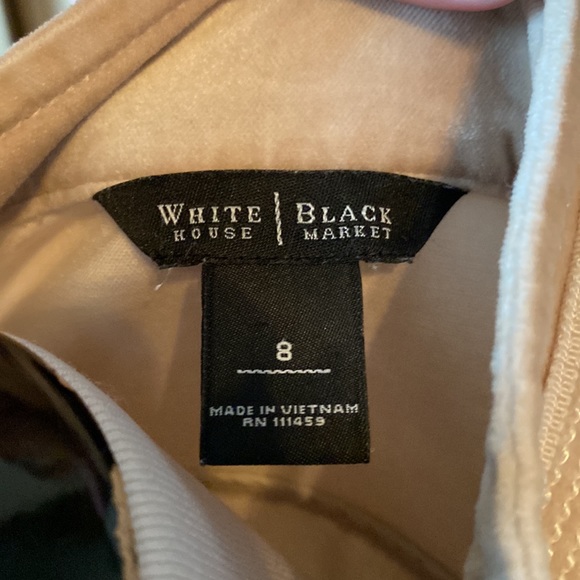 WHITE | BLACK
HOUSE MARKET
8
MADE IN VIETNAM
RN 111459